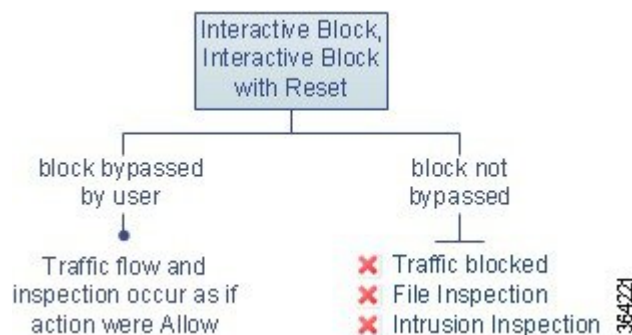 Interactive Block,
Interactive Block
with Reset
block bypassed
by user
block not
bypassed
Traffic flow and
inspection occur as if
action were Allow
Traffic blocked
File Inspection
Intrusion Inspection
364221